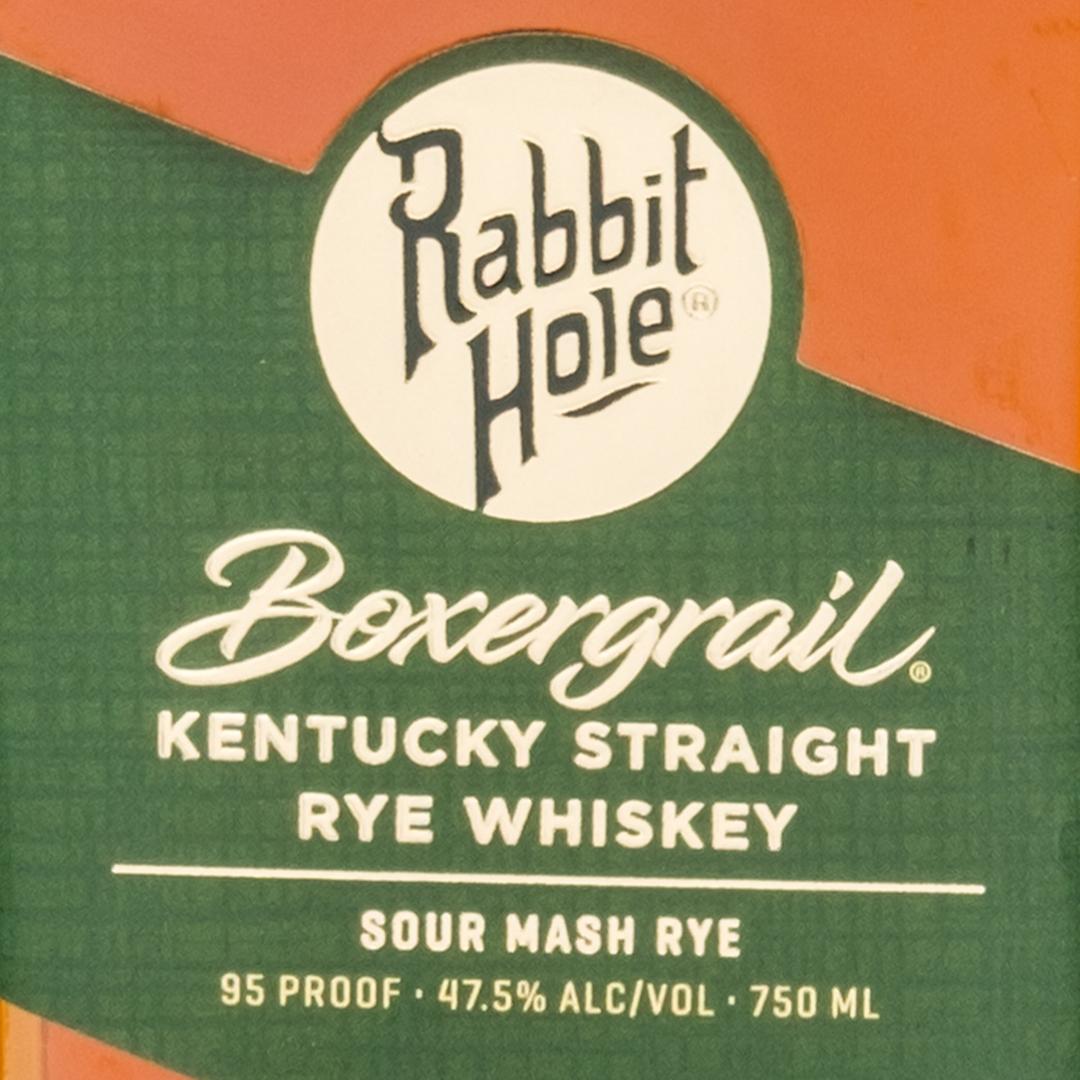 Rabbit
Hole®
Boxergrail®
KENTUCKY STRAIGHT
RYE WHISKEY
SOUR MASH RYE
95 PROOF · 47.5% ALC/VOL · 750 ML